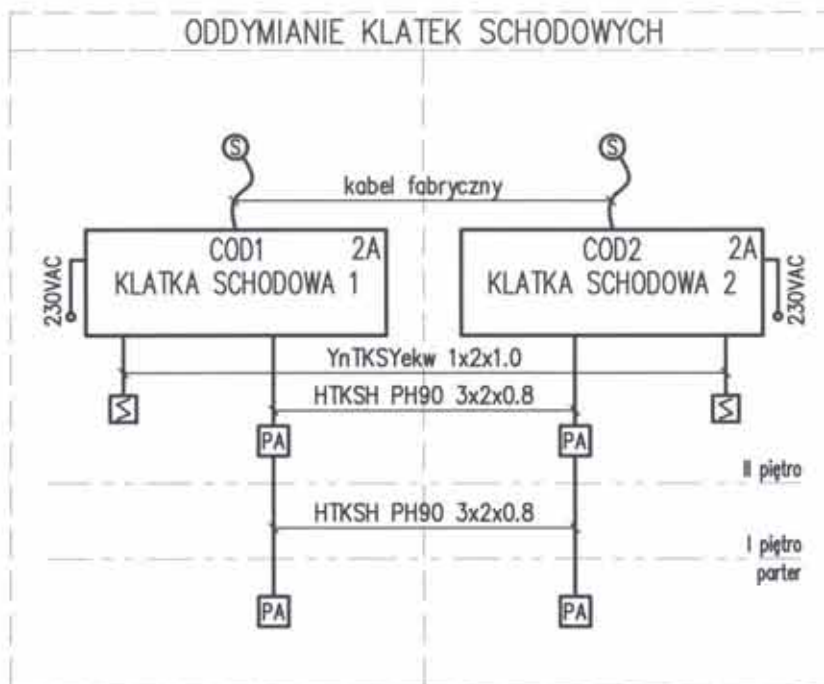 ODDYMIANIE KLATEK SCHODOWYCH
S
S
kabel fabryczny
230VAC
COD1 2A
KLATKA SCHODOWA 1
COD2 2A
KLATKA SCHODOWA 2
230VAC
YnTKSYekw 1x2x1.0
HTKSH PH90 3x2x0.8
PA
PA
II piętro
HTKSH PH90 3x2x0.8
I piętro
parter
PA
PA